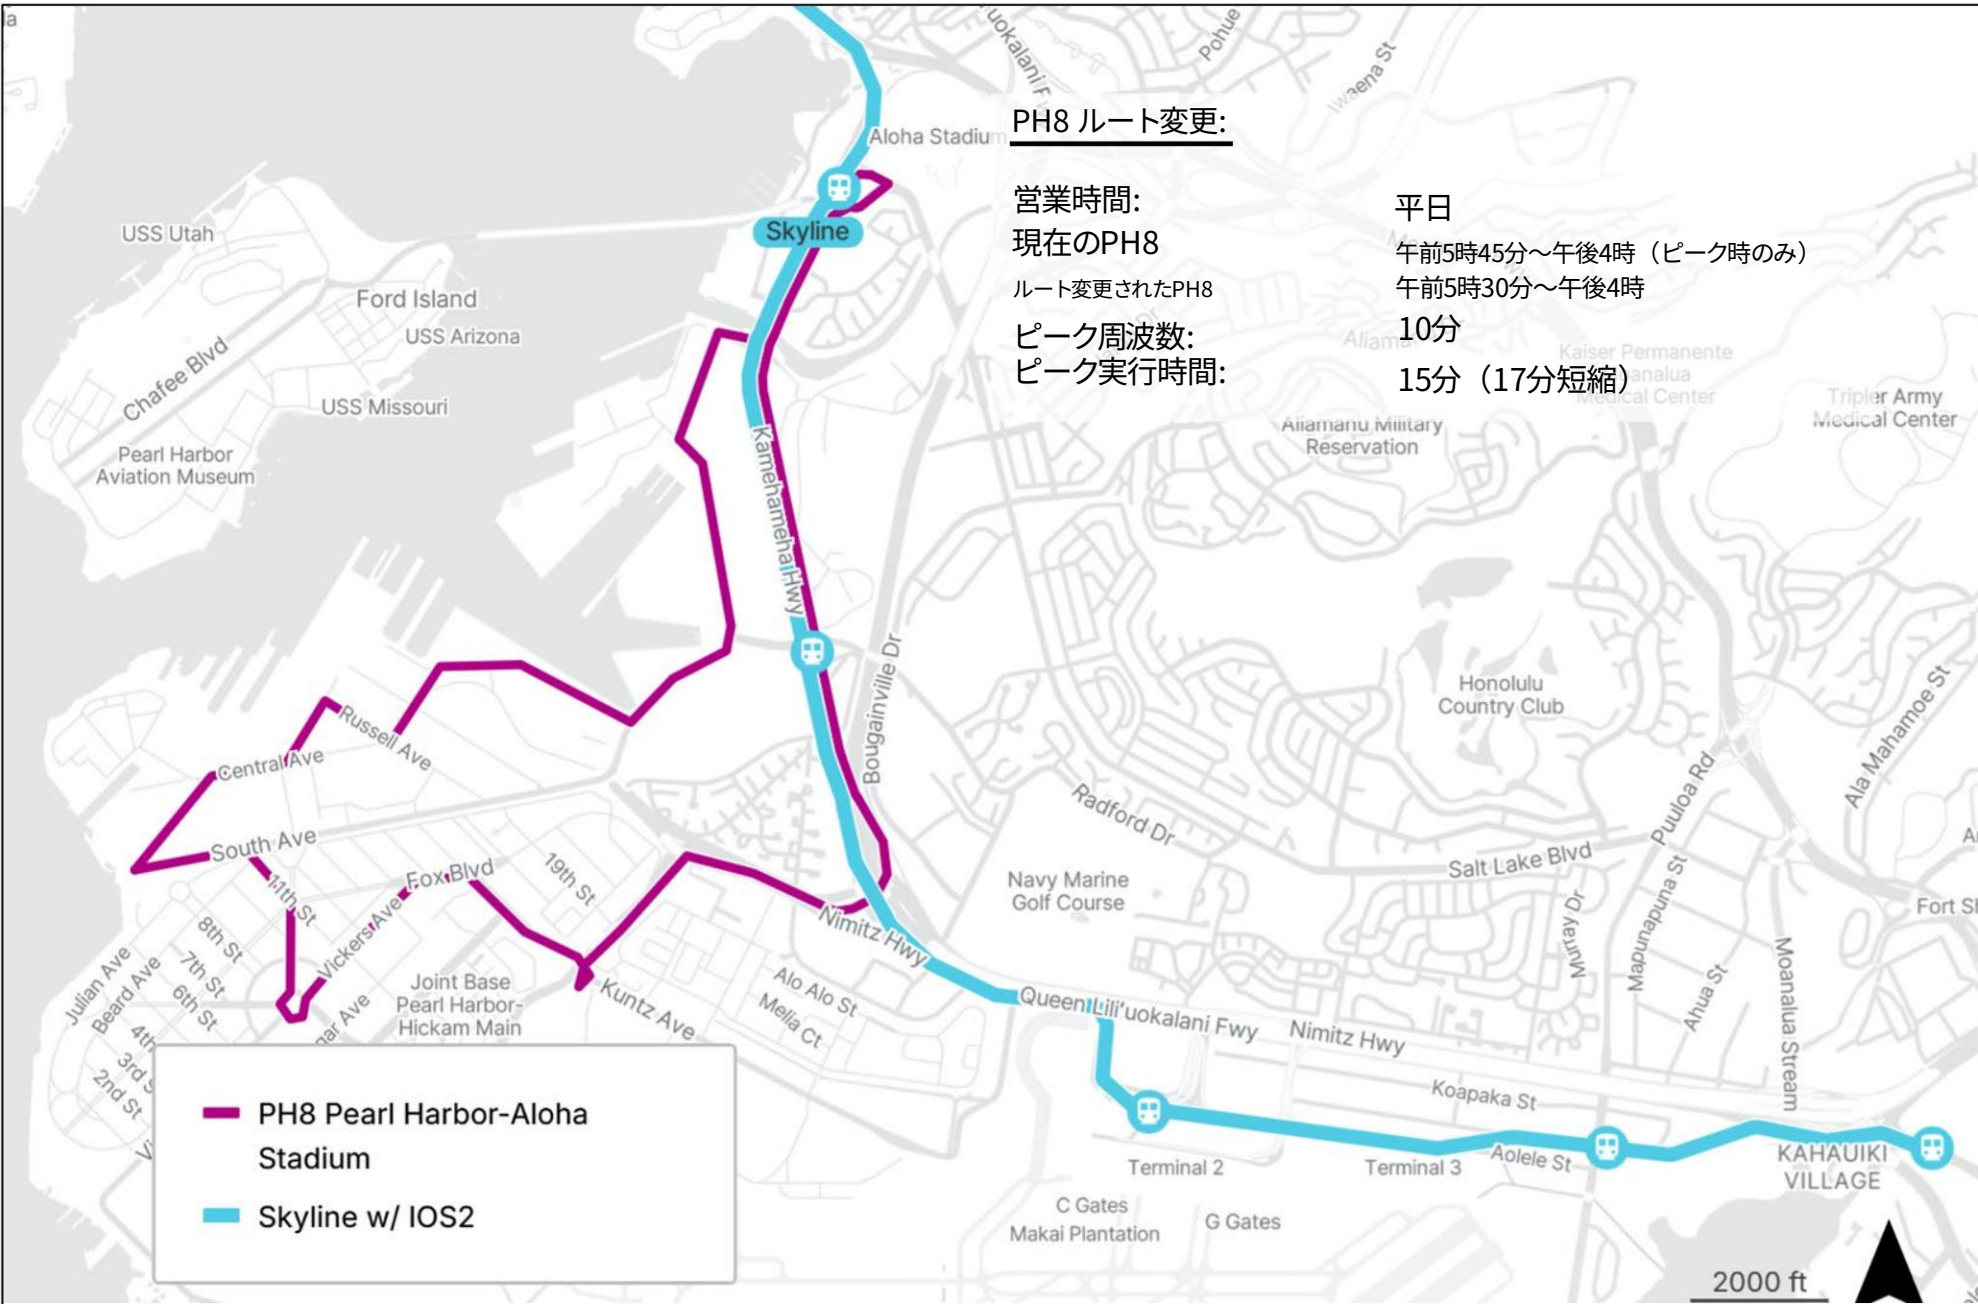 Pohue
Iwaena St
Aloha Stadium
PH8 ルート変更:
営業時間:
平日
現在のPH8
午前5時45分～午後4時（ピーク時のみ）
ルート変更されたPH8
午前5時30分～午後4時
ピーク周波数:
10分
ピーク実行時間:
15分（17分短縮）
Skyline
USS Utah
Ford Island
USS Arizona
Chafee Blvd
USS Missouri
Pearl Harbor
Aviation Museum
Kaiser Permanente
Medical Center
Tripler Army
Medical Center
Aliamanu Military
Reservation
Kamehameha Hwy
Bougainville Dr
Honolulu
Country Club
Ala Mahamoe St
Puuloa Rd
Russell Ave
Central Ave
South Ave
Radford Dr
Salt Lake Blvd
Fox Blvd
19th St
11th St
Navy Marine
Golf Course
Murray Dr
Mapunapuna St
Moanalua Stream
Ahua St
Vickers Ave
8th St
7th St
6th St
Julian Ave
Beard Ave
Nimitz Hwy
Joint Base
Pearl Harbor-
Hickam Main
Kuntz Ave
Alo Alo St
Melia Ct
Queen Lili'uokalani Fwy
Nimitz Hwy
4th
3rd S
2nd St
Koapaka St
PH8 Pearl Harbor-Aloha
Stadium
Skyline w/ IOS2
Terminal 2
Terminal 3
Aolele St
KAHAUIKI
VILLAGE
C Gates
G Gates
Makai Plantation
2000 ft